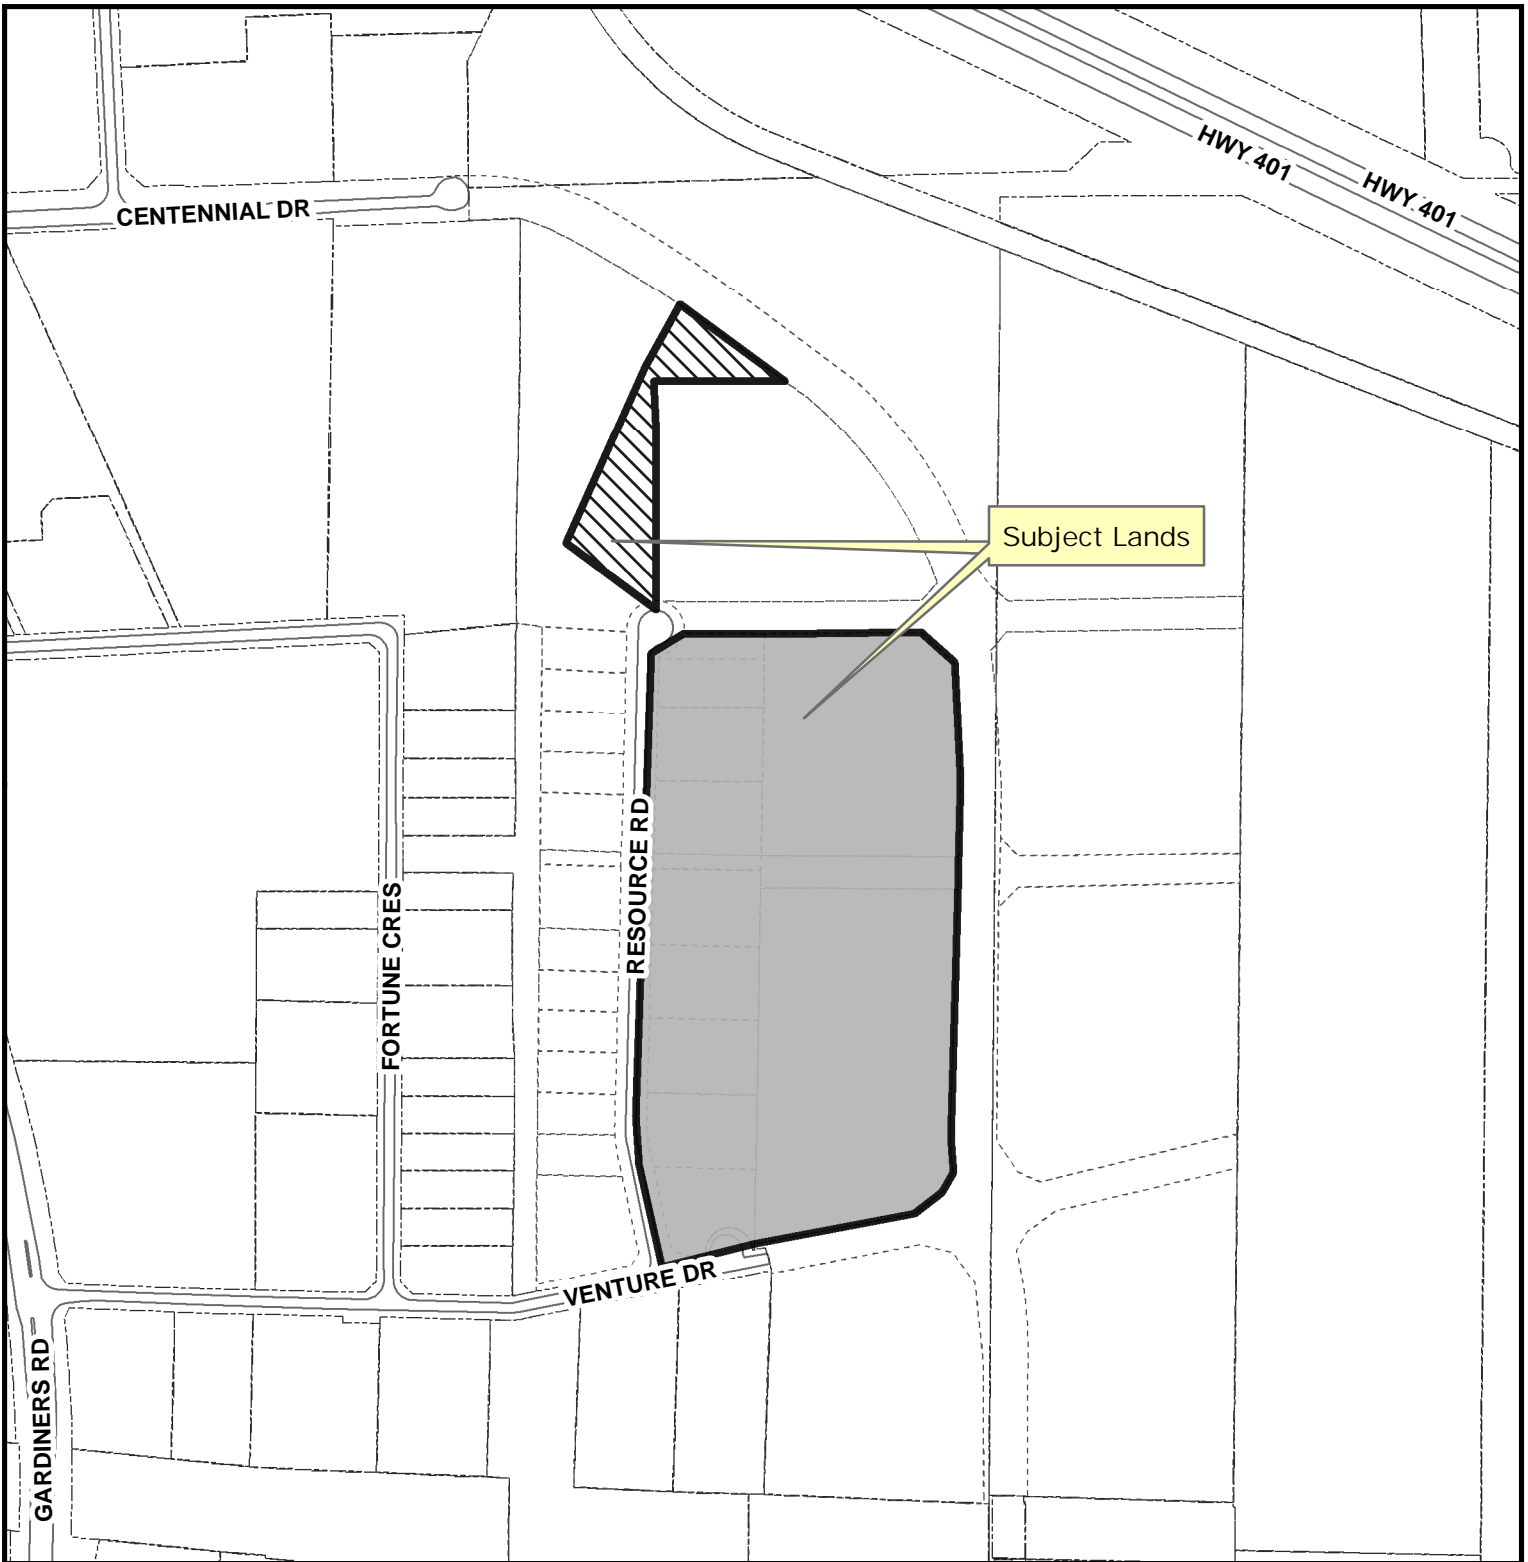 HWY 401
HWY 401
CENTENNIAL DR
Subject Lands
RESOURCE RD
FORTUNE CRES
VENTURE DR
GARDINERS RD